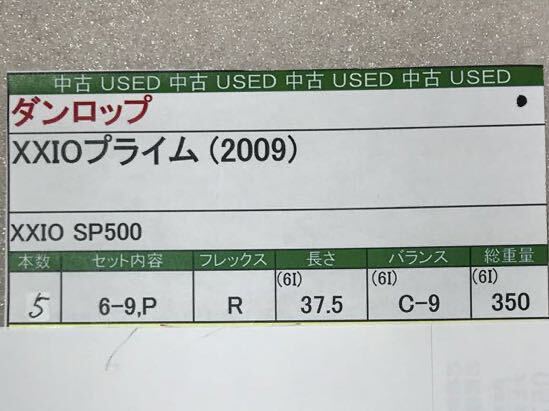 中古 USED 中古 USED 中古 USED 中古 USED
ダンロップ
XXIOプライム (2009)
XXIO SP500
本数 セット内容 フレックス 長さ バランス 総重量
(6I) (6I) (6I)
5 6-9,P R 37.5 C-9 350